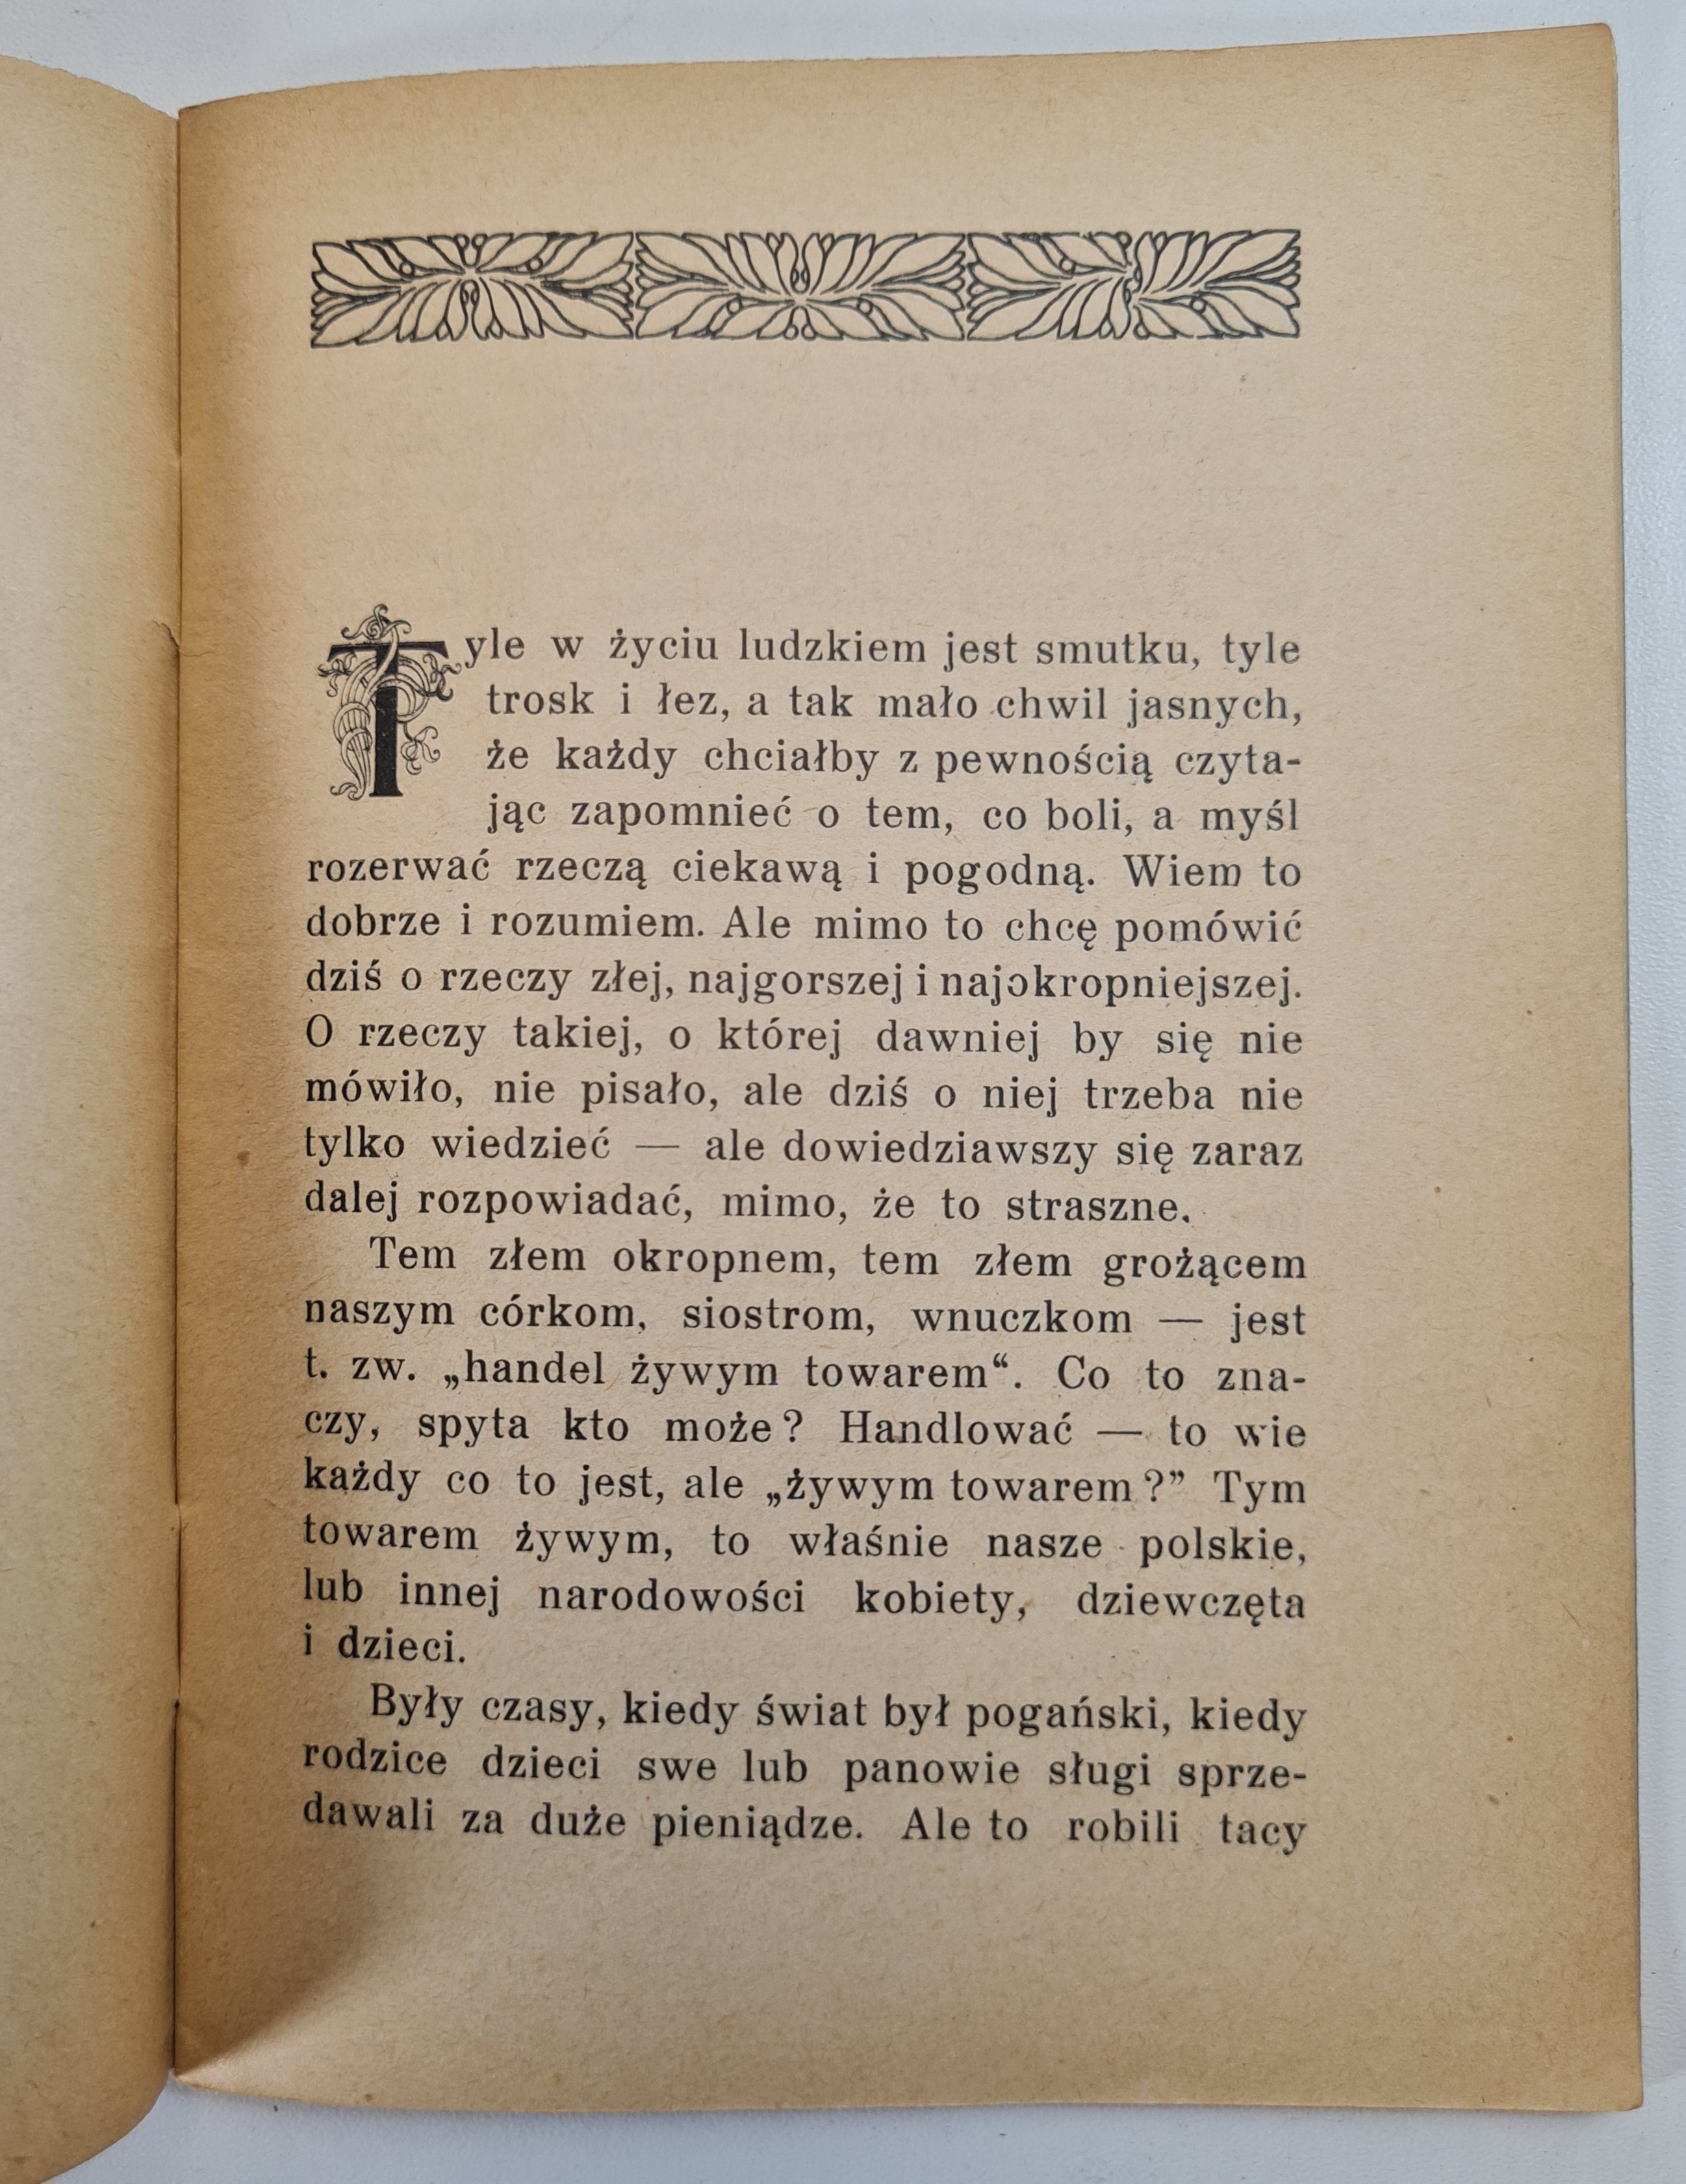 Tyle w życiu ludzkiem jest smutku, tyle
trosk i łez, a tak mało chwil jasnych,
że każdy chciałby z pewnością czyta-
jąc zapomnieć o tem, co boli, a myśl
rozerwać rzeczą ciekawą i pogodną. Wiem to
dobrze i rozumiem. Ale mimo to chcę pomówić
dziś o rzeczy złej, najgorszej i najokropniejszej.
O rzeczy takiej, o której dawniej by się nie
mówiło, nie pisało, ale dziś o niej trzeba nie
tylko wiedzieć — ale dowiedziawszy się zaraz
dalej rozpowiadać, mimo, że to straszne.
Tem złem okropnem, tem złem grożącem
naszym córkom, siostrom, wnuczkom — jest
t. zw. „handel żywym towarem“. Co to zna-
czy, spyta kto może? Handlować — to wie
każdy co to jest, ale „żywym towarem?” Tym
towarem żywym, to właśnie nasze polskie,
lub innej narodowości kobiety, dziewczęta
i dzieci.
Były czasy, kiedy świat był pogański, kiedy
rodzice dzieci swe lub panowie sługi sprze-
dawali za duże pieniądze. Ale to robili tacy